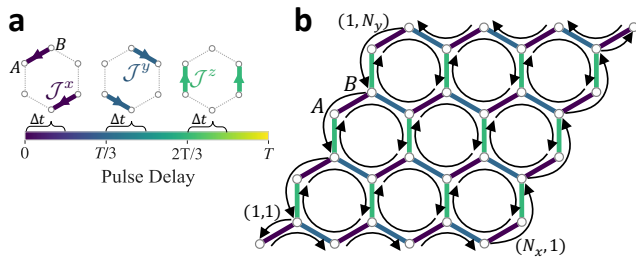 a
B
A
𝒥^x
𝒥^y
𝒥^z
Δt Δt Δt
0 T/3 2T/3 T
Pulse Delay
b
(1, N_y)
B
A
(1,1)
(N_x, 1)